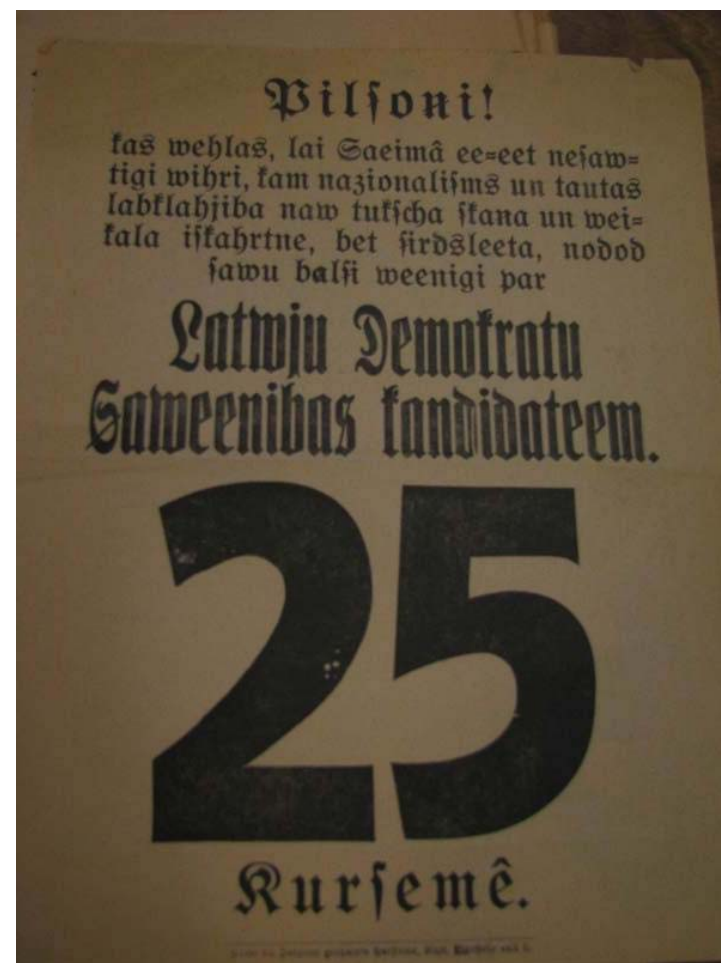 Pilſoni!
kas wehlas, lai Saeimâ ee=eet neſaw=
tigi wihri, kam nazionaliſms un tautas
labklahjiba naw tukſcha ſkana un wei=
kala iſkahrtne, bet ſirdsleeta, nodod
ſawu balſi weenigi par
Latwju Demokratu
Saweenibas kandidateem.
25
Kurſemê.